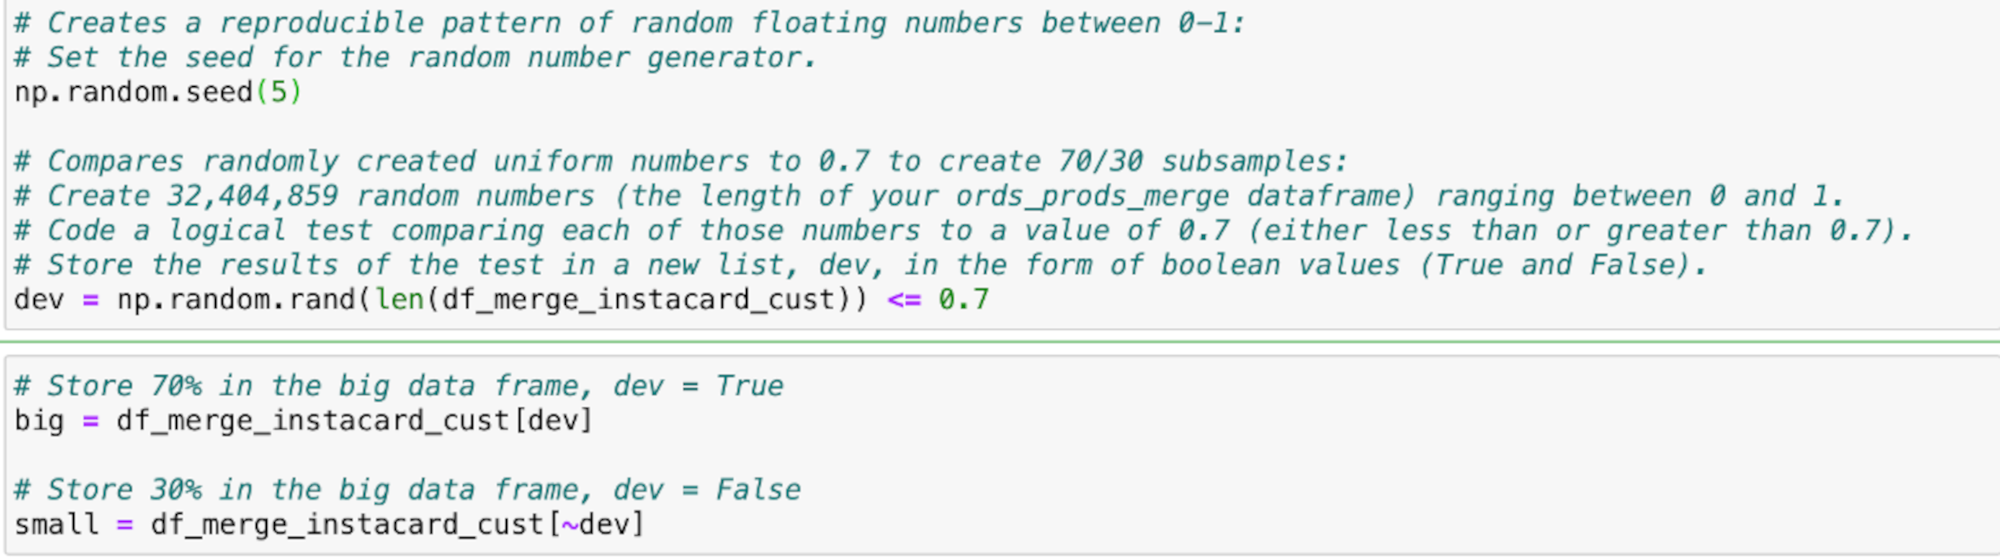 # Creates a reproducible pattern of random floating numbers between 0-1:
# Set the seed for the random number generator.
np.random.seed(5)
# Compares randomly created uniform numbers to 0.7 to create 70/30 subsamples:
# Create 32,404,859 random numbers (the length of your ords_prods_merge dataframe) ranging between 0 and 1.
# Code a logical test comparing each of those numbers to a value of 0.7 (either less than or greater than 0.7).
# Store the results of the test in a new list, dev, in the form of boolean values (True and False).
dev = np.random.rand(len(df_merge_instacard_cust)) <= 0.7
# Store 70% in the big data frame, dev = True
big = df_merge_instacard_cust[dev]
# Store 30% in the big data frame, dev = False
small = df_merge_instacard_cust[~dev]